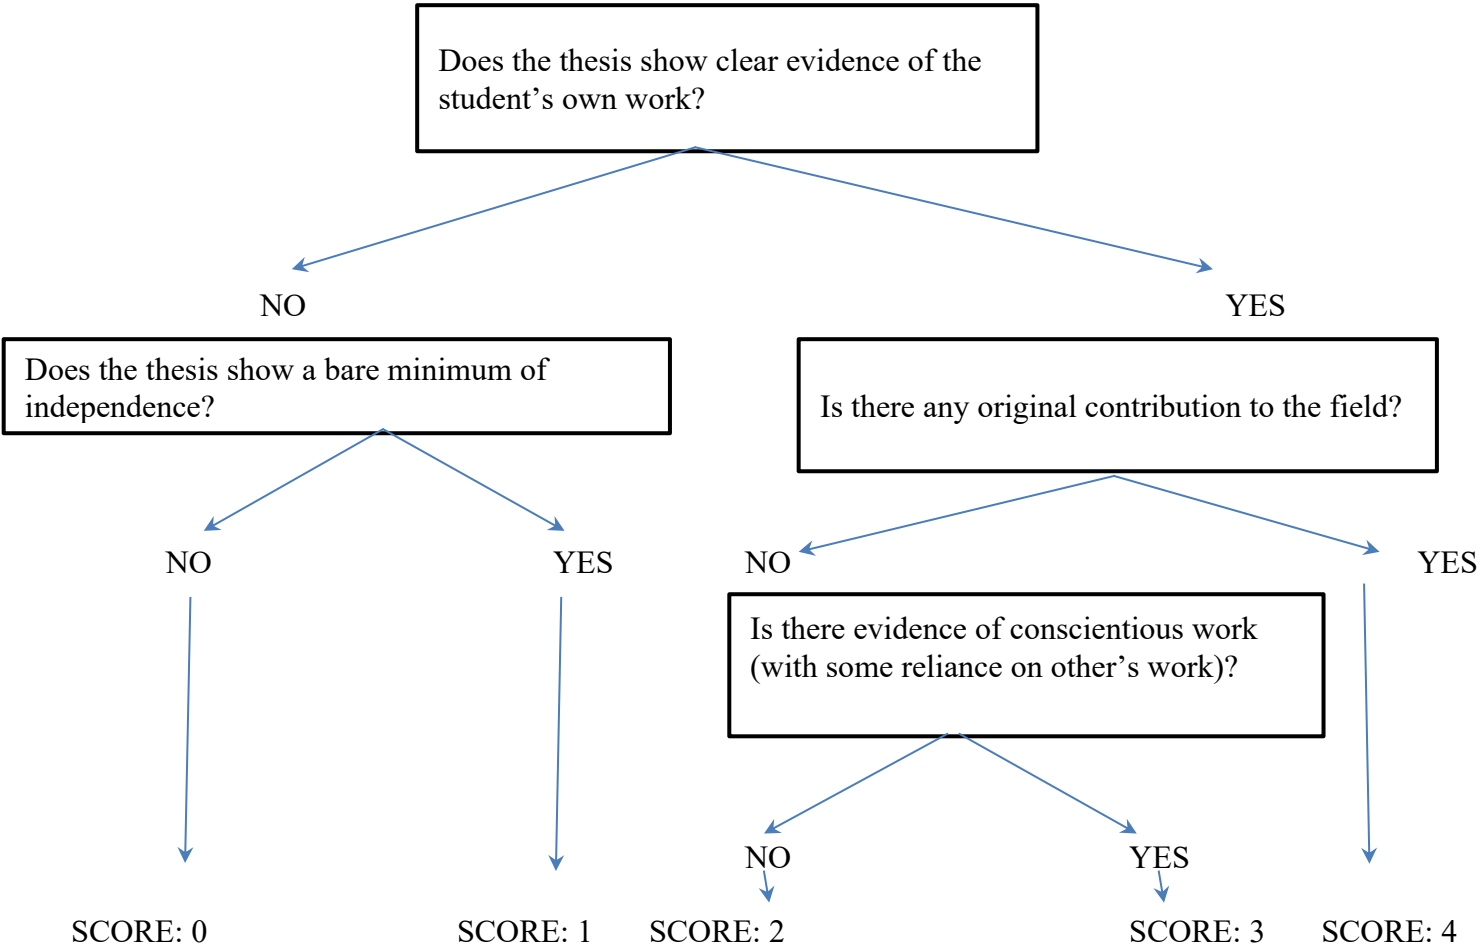 Does the thesis show clear evidence of the
student’s own work?
NO
YES
Does the thesis show a bare minimum of
independence?
Is there any original contribution to the field?
NO
YES
NO
YES
Is there evidence of conscientious work
(with some reliance on other’s work)?
NO
YES
SCORE: 0
SCORE: 1
SCORE: 2
SCORE: 3
SCORE: 4